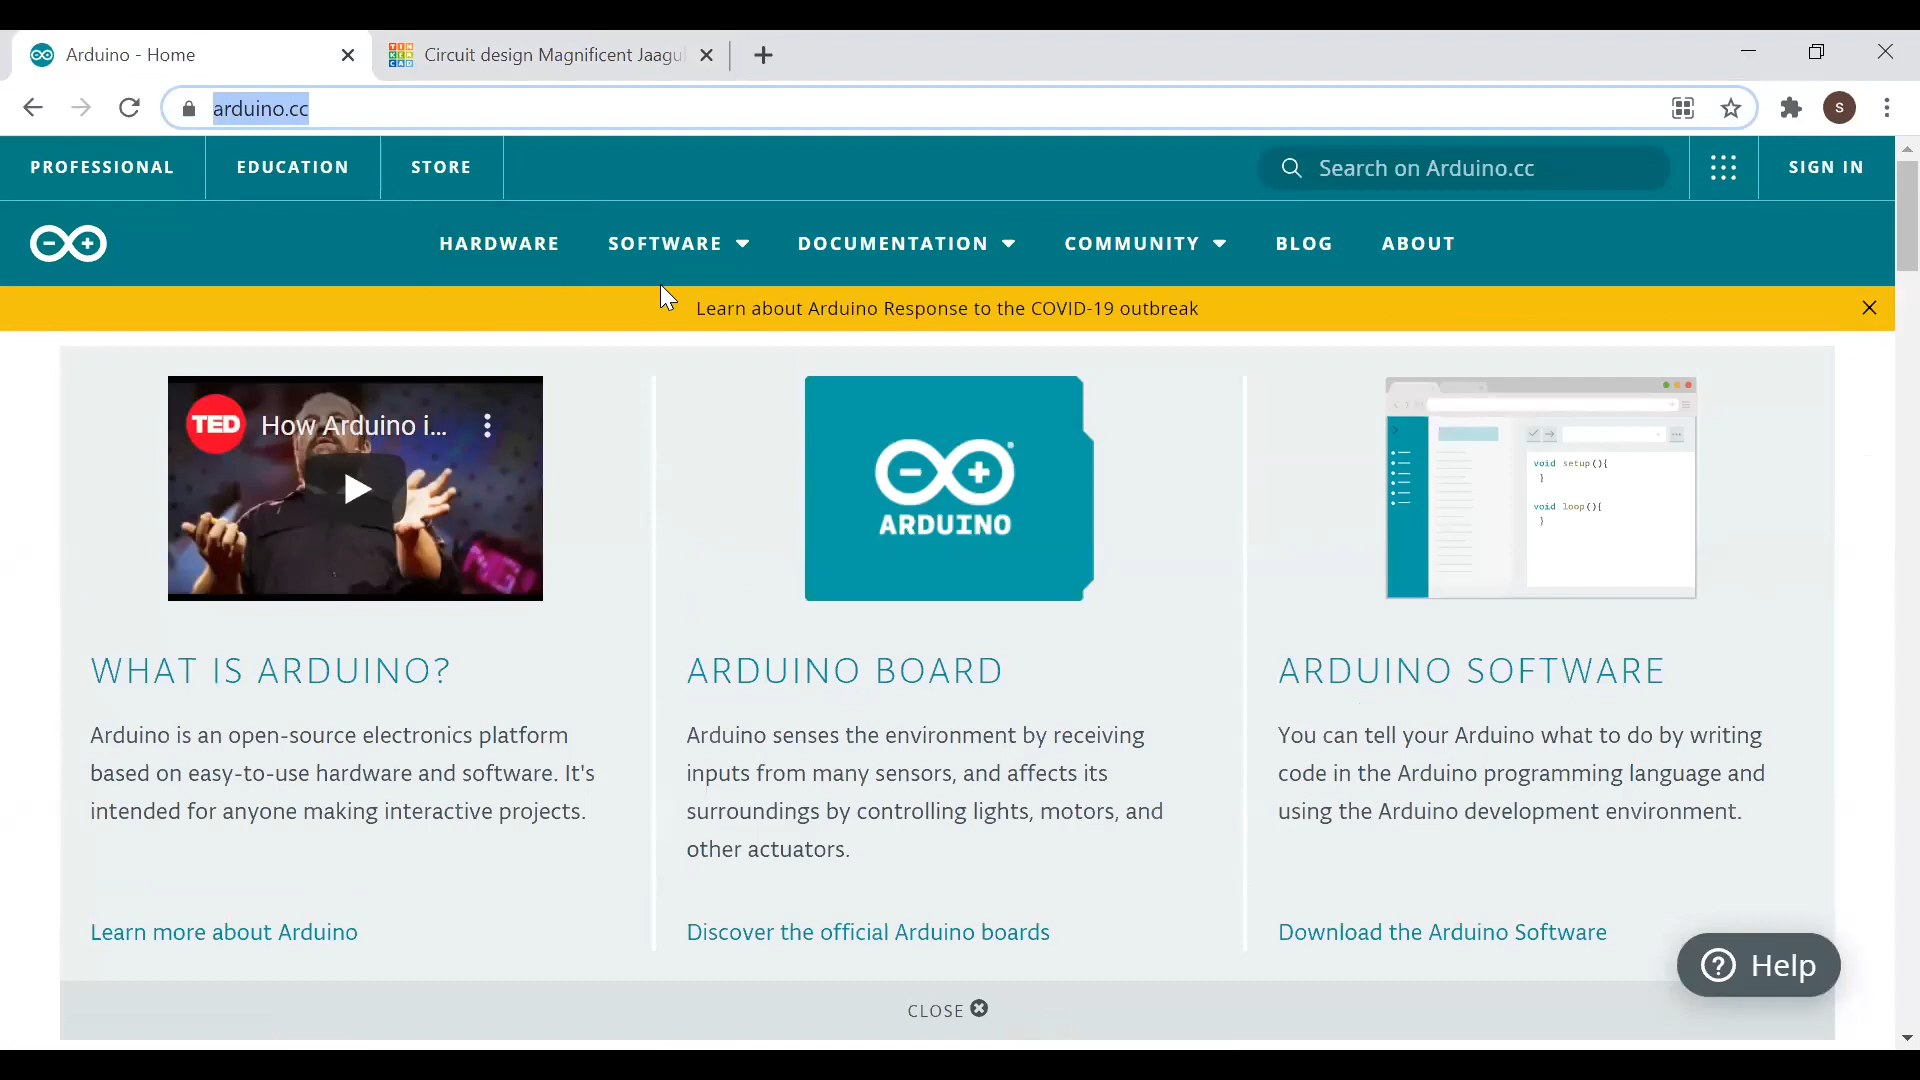 Arduino - Home
Circuit design Magnificent Jaagu
arduino.cc
S
PROFESSIONAL
EDUCATION
STORE
Search on Arduino.cc
SIGN IN
HARDWARE
SOFTWARE
DOCUMENTATION
COMMUNITY
BLOG
ABOUT
Learn about Arduino Response to the COVID-19 outbreak
TED
How Arduino i...
ARDUINO
void setup(){
}
void loop(){
}
WHAT IS ARDUINO?
Arduino is an open-source electronics platform
based on easy-to-use hardware and software. It's
intended for anyone making interactive projects.
Learn more about Arduino
ARDUINO BOARD
Arduino senses the environment by receiving
inputs from many sensors, and affects its
surroundings by controlling lights, motors, and
other actuators.
Discover the official Arduino boards
ARDUINO SOFTWARE
You can tell your Arduino what to do by writing
code in the Arduino programming language and
using the Arduino development environment.
Download the Arduino Software
Help
CLOSE